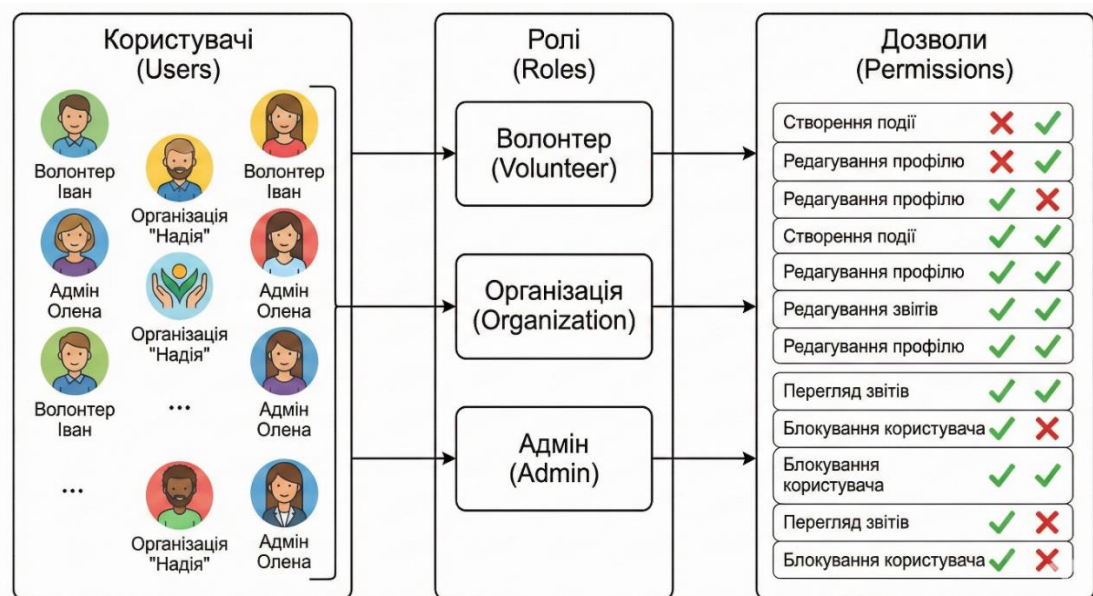 Користувачі
(Users)
Волонтер
Іван
Організація
"Надія"
Волонтер
Іван
Адмін
Олена
Організація
"Надія"
Адмін
Олена
Волонтер
Іван
...
Адмін
Олена
...
Організація
"Надія"
Адмін
Олена
Ролі
(Roles)
Волонтер
(Volunteer)
Організація
(Organization)
Адмін
(Admin)
Дозволи
(Permissions)
Створення події
Редагування профілю
Редагування профілю
Створення події
Редагування профілю
Редагування звітів
Редагування профілю
Перегляд звітів
Блокування користувача
Блокування
користувача
Перегляд звітів
Блокування користувача